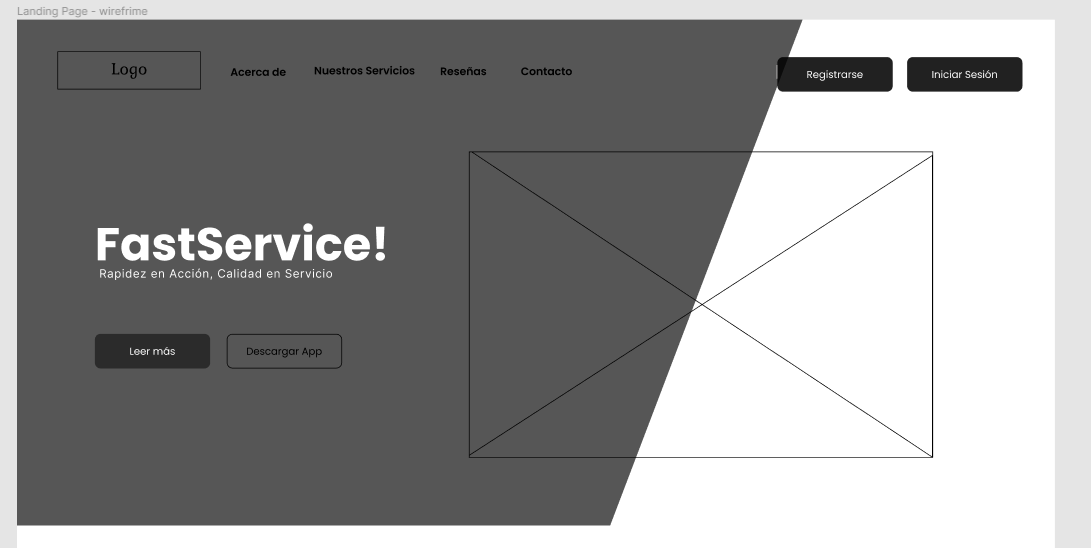 Landing Page - wirefrime
Logo
Acerca de
Nuestros Servicios
Reseñas
Contacto
Registrarse
Iniciar Sesión
FastService!
Rapidez en Acción, Calidad en Servicio
Leer más
Descargar App